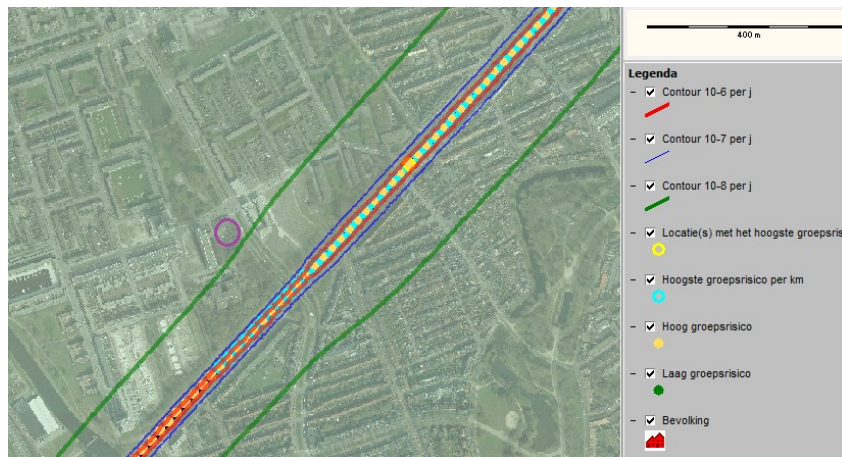 400 m
Legenda
Contour 10-6 per j
Contour 10-7 per j
Contour 10-8 per j
Locatie(s) met het hoogste groepsris
Hoogste groepsrisico per km
Hoog groepsrisico
Laag groepsrisico
Bevolking